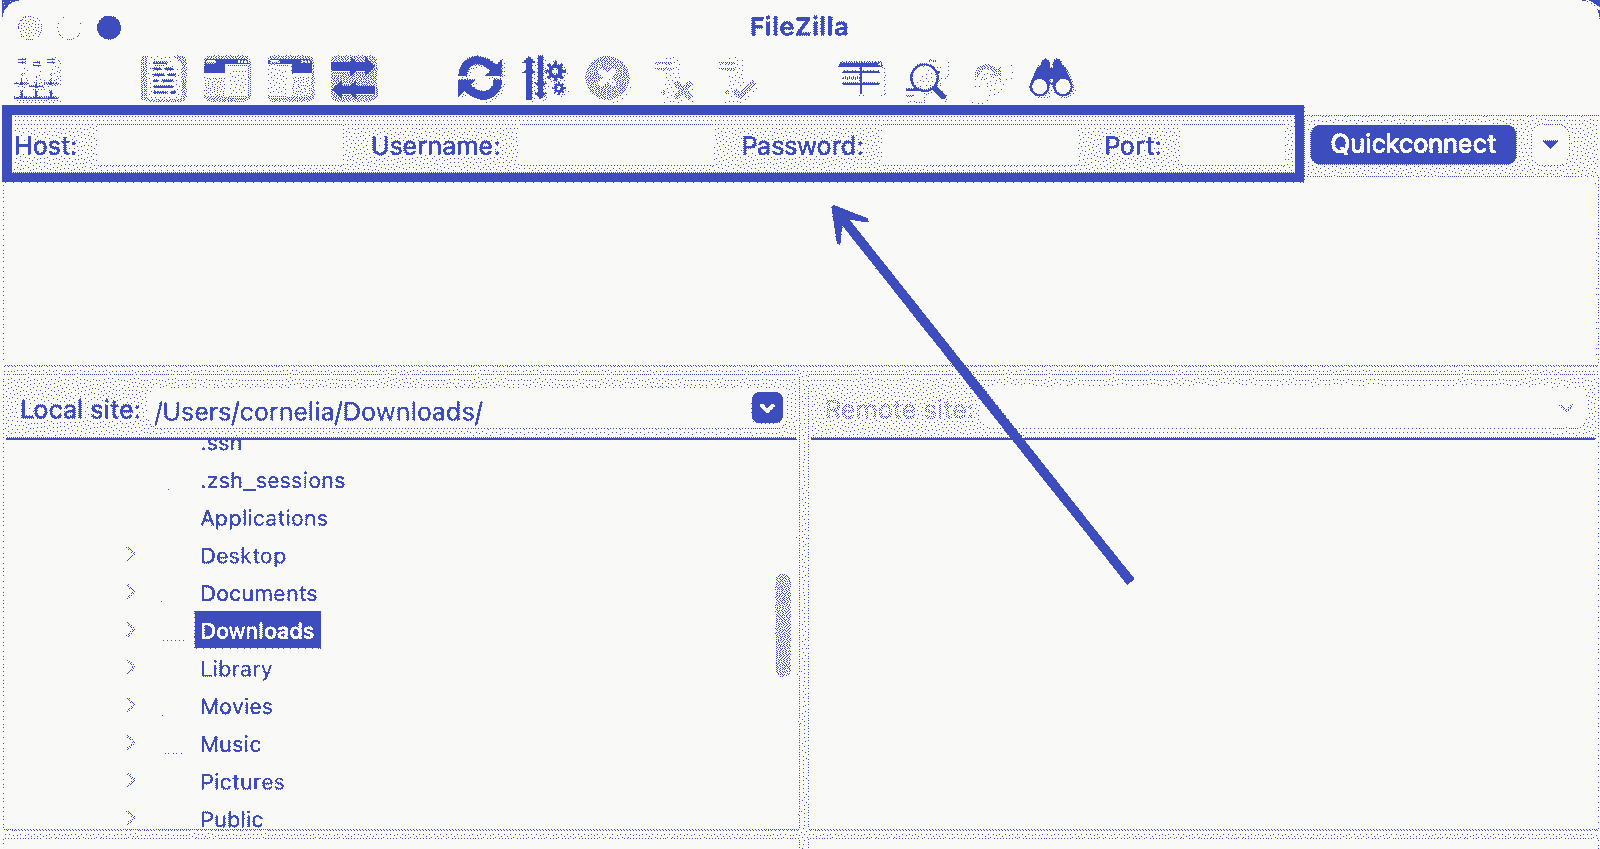 FileZilla
Host: Username: Password: Port: Quickconnect
Local site: /Users/cornelia/Downloads/ Remote site:
.ssh
.zsh_sessions
Applications
Desktop
Documents
Downloads
Library
Movies
Music
Pictures
Public